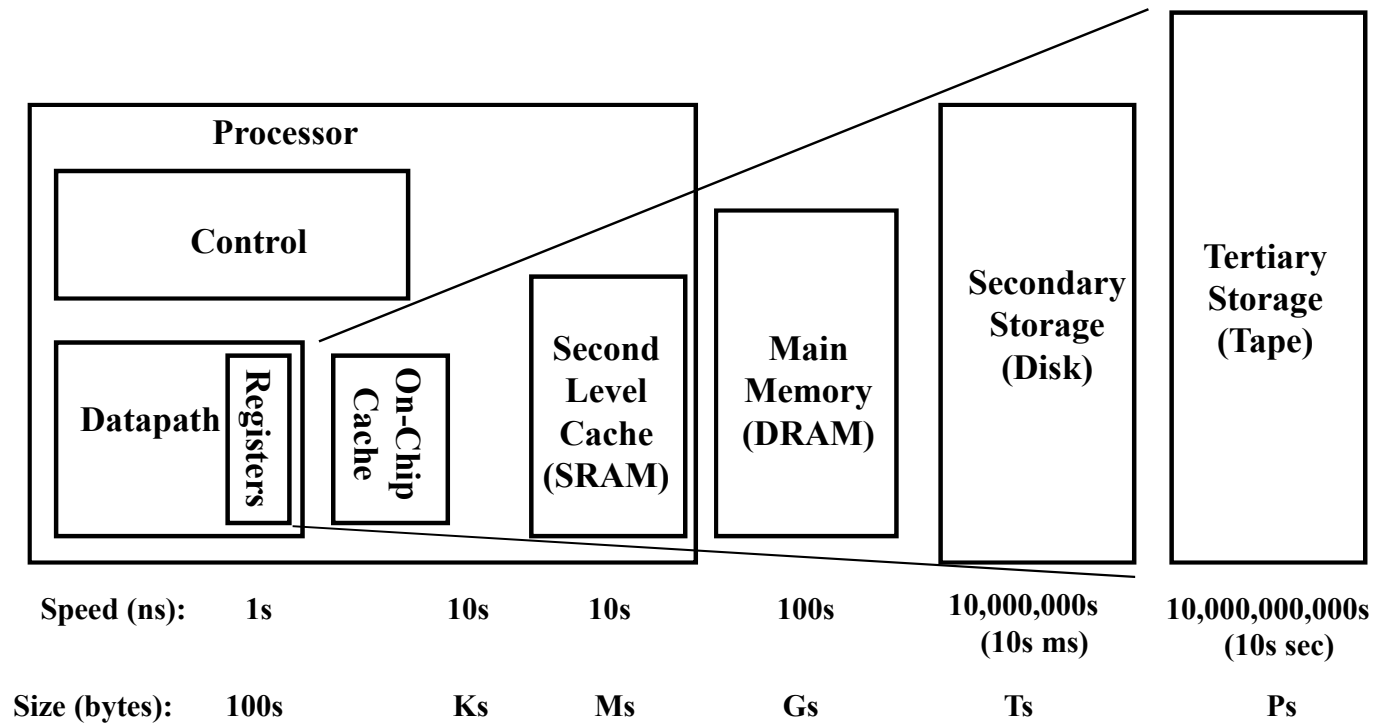 Processor
Control
Datapath
Registers
On-Chip
Cache
Second
Level
Cache
(SRAM)
Main
Memory
(DRAM)
Secondary
Storage
(Disk)
Tertiary
Storage
(Tape)
Speed (ns): 1s 10s 10s 100s 10,000,000s 10,000,000,000s
(10s ms) (10s sec)
Size (bytes): 100s Ks Ms Gs Ts Ps